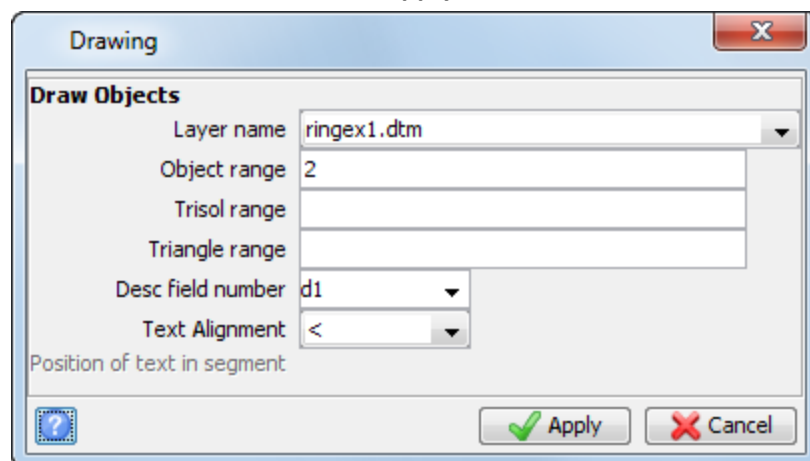 Drawing
Draw Objects
Layer name ringex1.dtm
Object range 2
Trisol range
Triangle range
Desc field number d1
Text Alignment <
Position of text in segment
? Apply Cancel